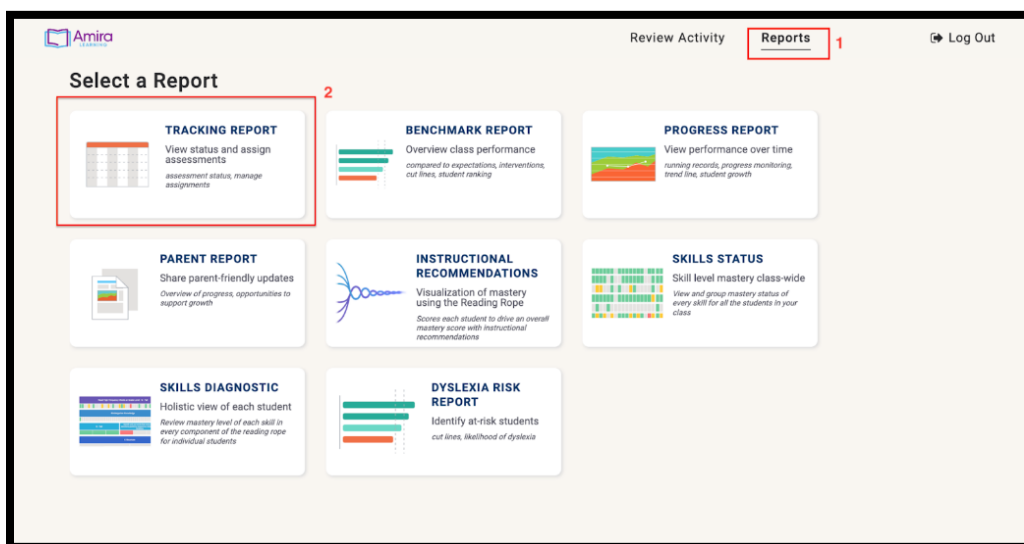 Amira
LEARNING
Review Activity
Reports
1
Log Out
Select a Report
2
TRACKING REPORT
View status and assign
assessments
assessment status, manage
assignments
BENCHMARK REPORT
Overview class performance
compared to expectations, interventions,
cut lines, student ranking
PROGRESS REPORT
View performance over time
running records, progress monitoring,
trend line, student growth
PARENT REPORT
Share parent-friendly updates
Overview of progress, opportunities to
support growth
INSTRUCTIONAL
RECOMMENDATIONS
Visualization of mastery
using the Reading Rope
Scores each student to drive an overall
mastery score with instructional
recommendations
SKILLS STATUS
Skill level mastery class-wide
View and group mastery status of
every skill for all the students in your
class
SKILLS DIAGNOSTIC
Holistic view of each student
Review mastery level of each skill in
every component of the reading rope
for individual students
DYSLEXIA RISK
REPORT
Identify at-risk students
cut lines, likelihood of dyslexia